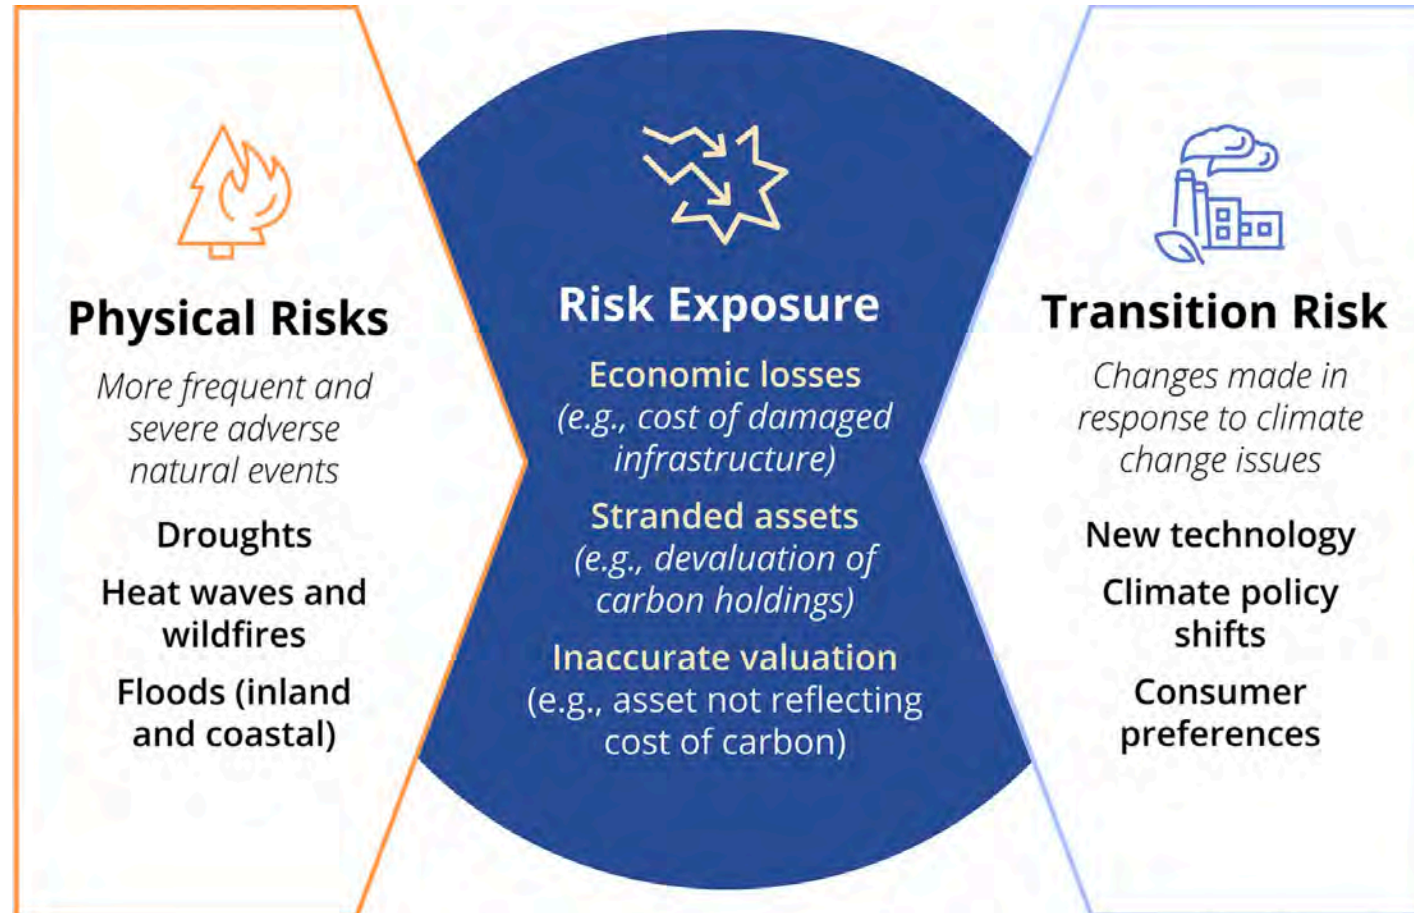 Physical Risks
More frequent and
severe adverse
natural events
Droughts
Heat waves and
wildfires
Floods (inland
and coastal)
Risk Exposure
Economic losses
(e.g., cost of damaged
infrastructure)
Stranded assets
(e.g., devaluation of
carbon holdings)
Inaccurate valuation
(e.g., asset not reflecting
cost of carbon)
Transition Risk
Changes made in
response to climate
change issues
New technology
Climate policy
shifts
Consumer
preferences